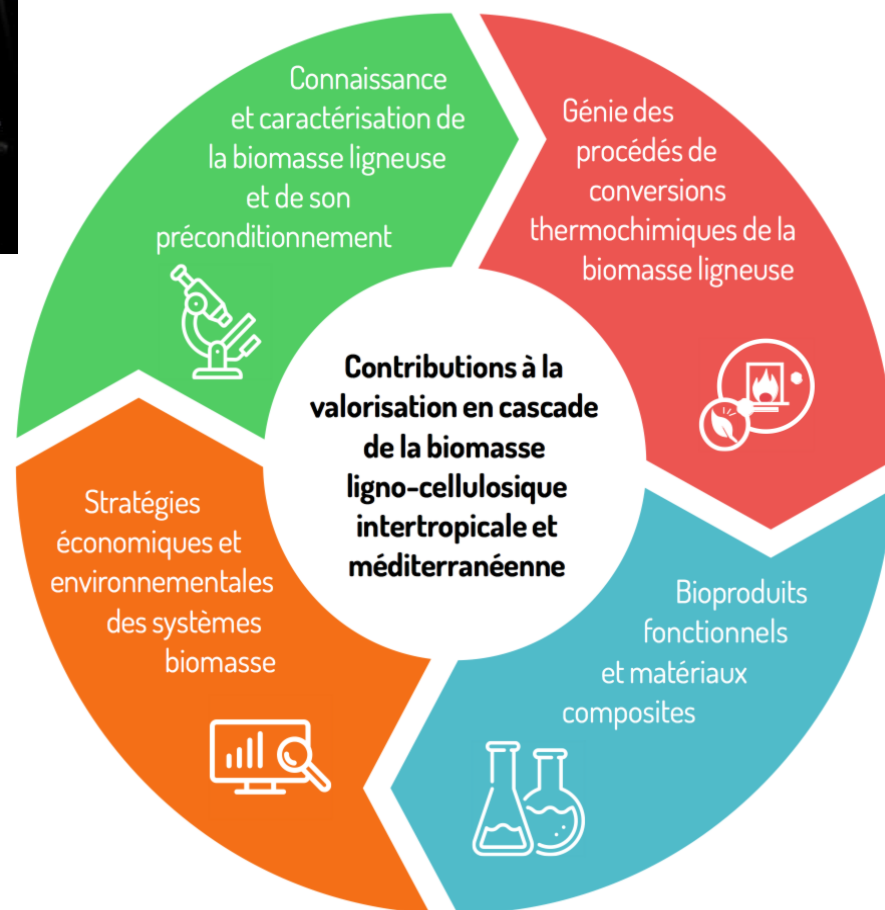 Connaissance
et caractérisation de
la biomasse ligneuse
et de son
préconditionnement
Génie des
procédés de
conversions
thermochimiques de la
biomasse ligneuse
Contributions à la
valorisation en cascade
de la biomasse
ligno-cellulosique
intertropicale et
méditerranéenne
Stratégies
économiques et
environnementales
des systèmes
biomasse
Bioproduits
fonctionnels
et matériaux
composites